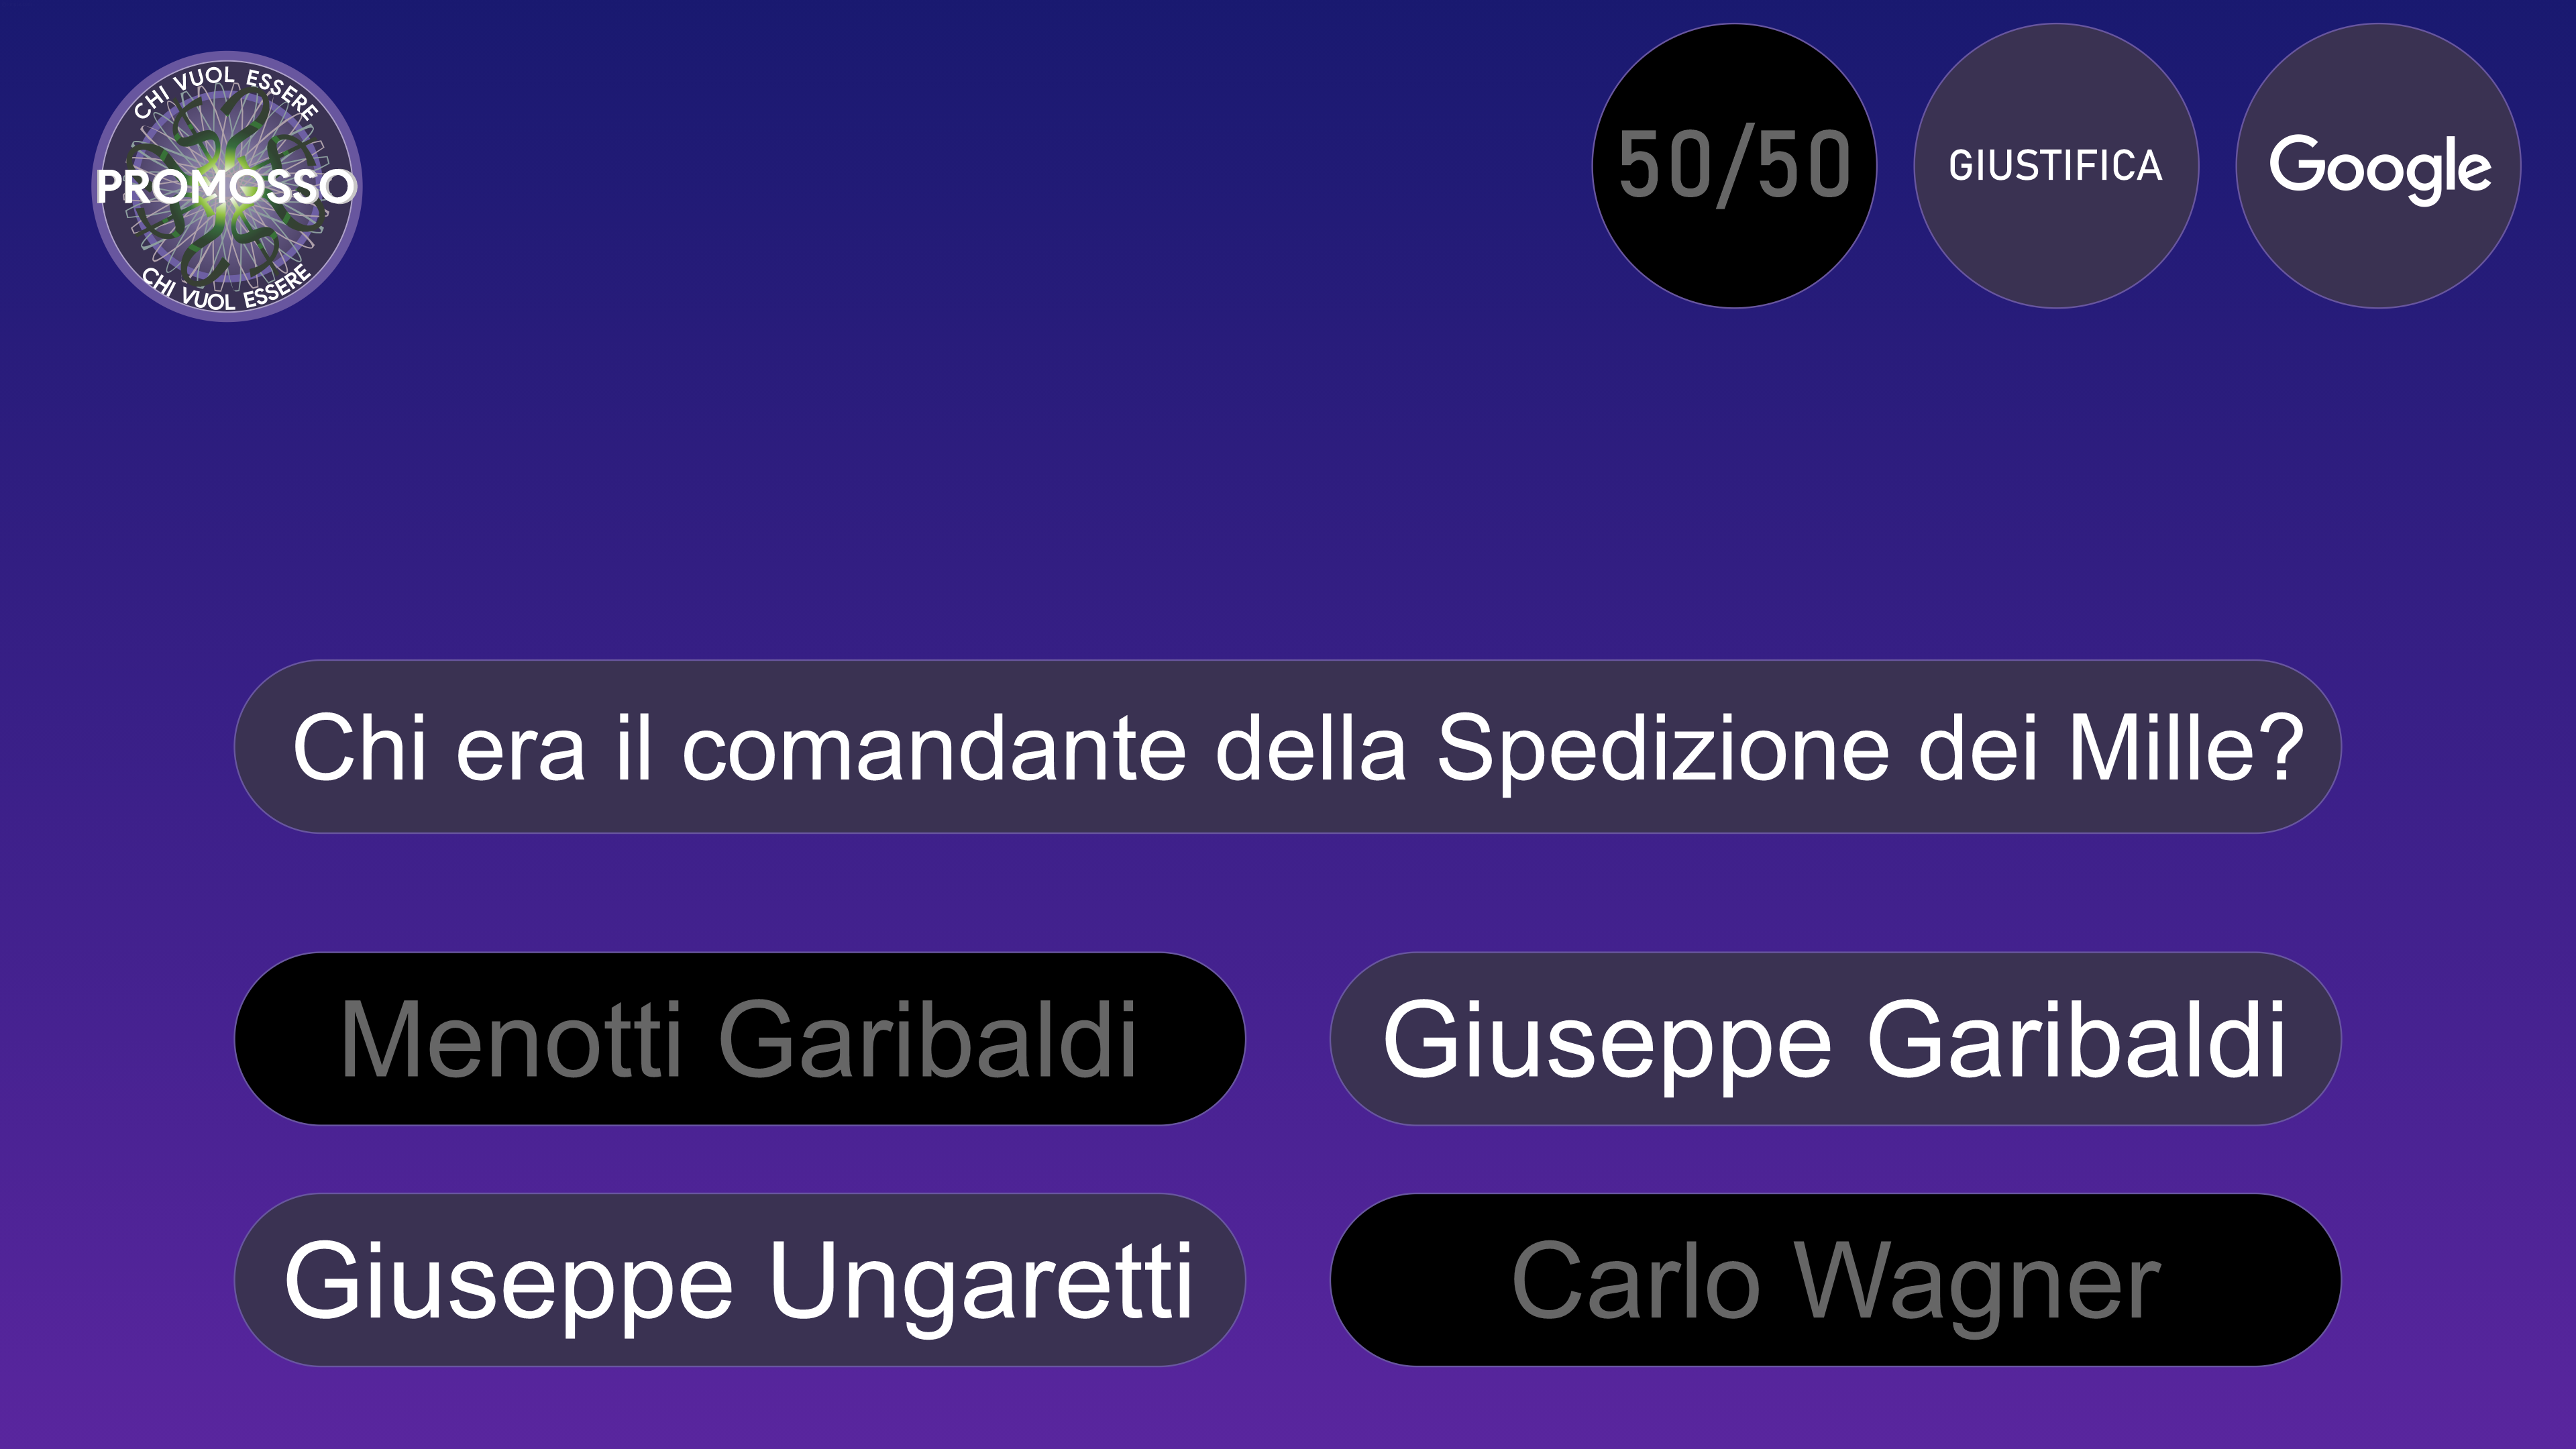 CHI VUOL ESSERE
PROMOSSO
CHI VUOL ESSERE
50/50
GIUSTIFICA
Google
Chi era il comandante della Spedizione dei Mille?
Menotti Garibaldi
Giuseppe Garibaldi
Giuseppe Ungaretti
Carlo Wagner